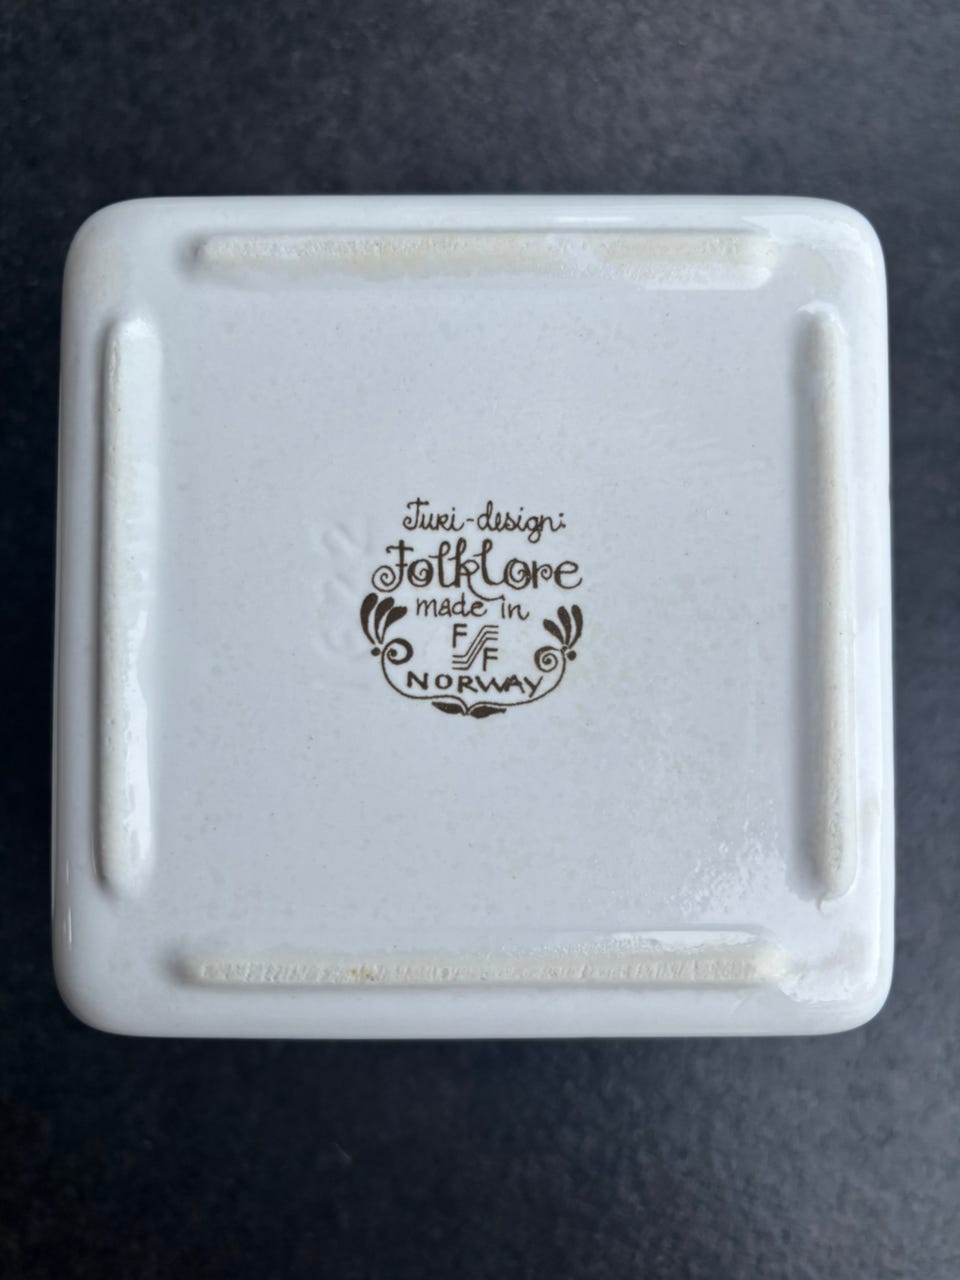 Turi-design:
Folklore
made in
F F
NORWAY